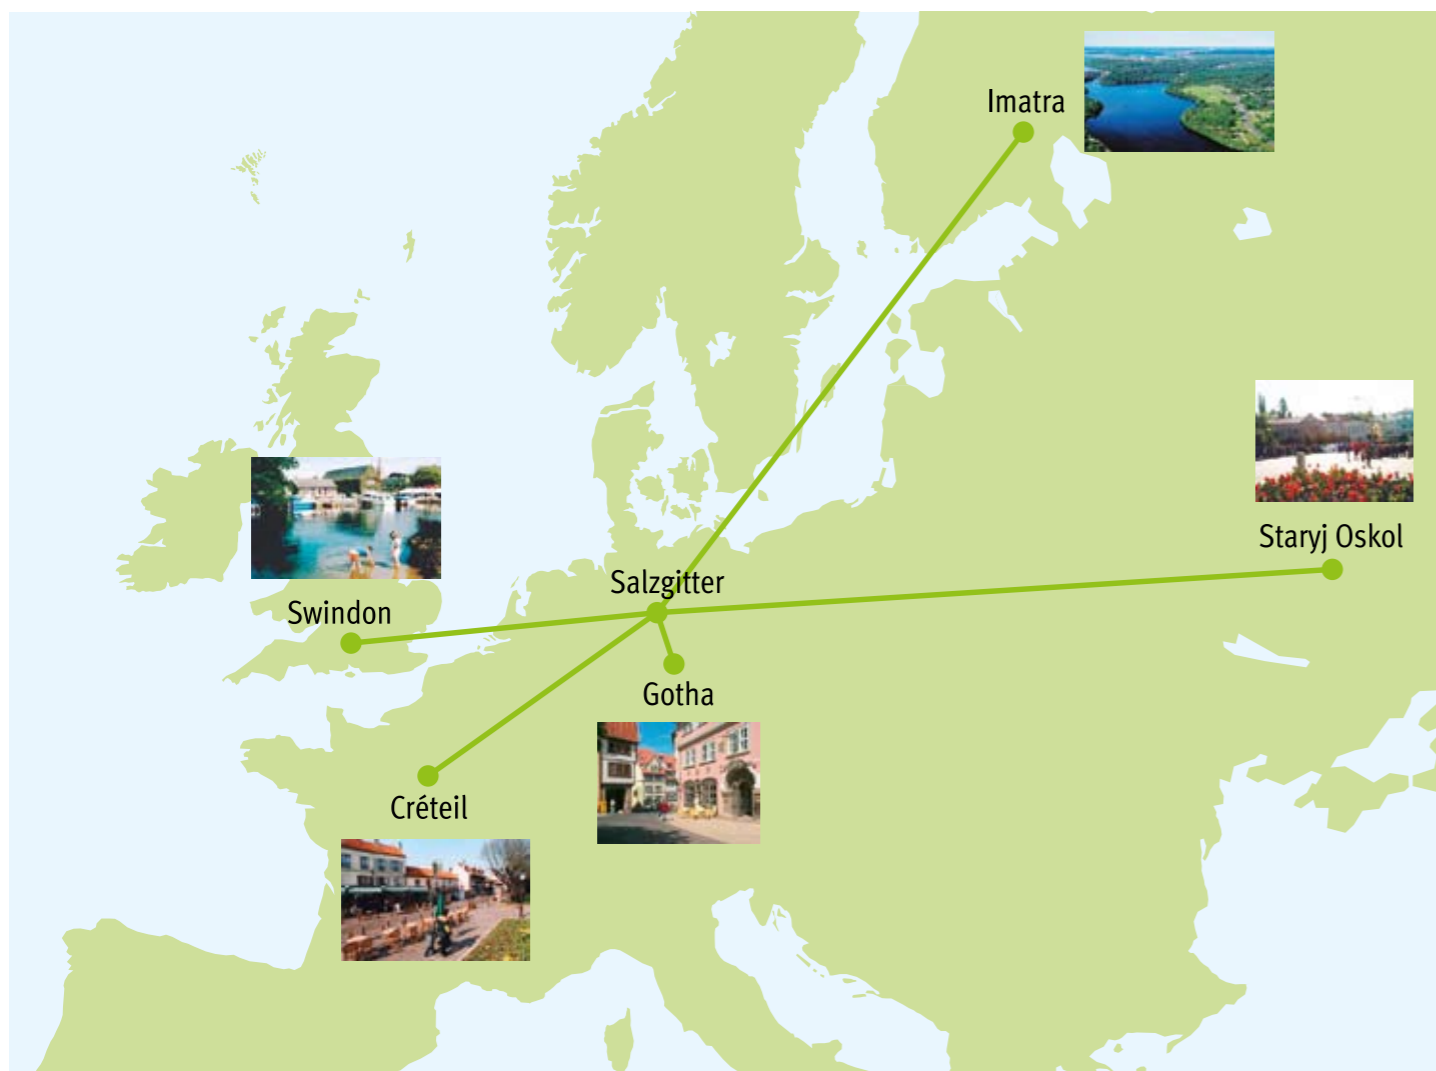 Imatra
Staryj Oskol
Salzgitter
Swindon
Gotha
Créteil